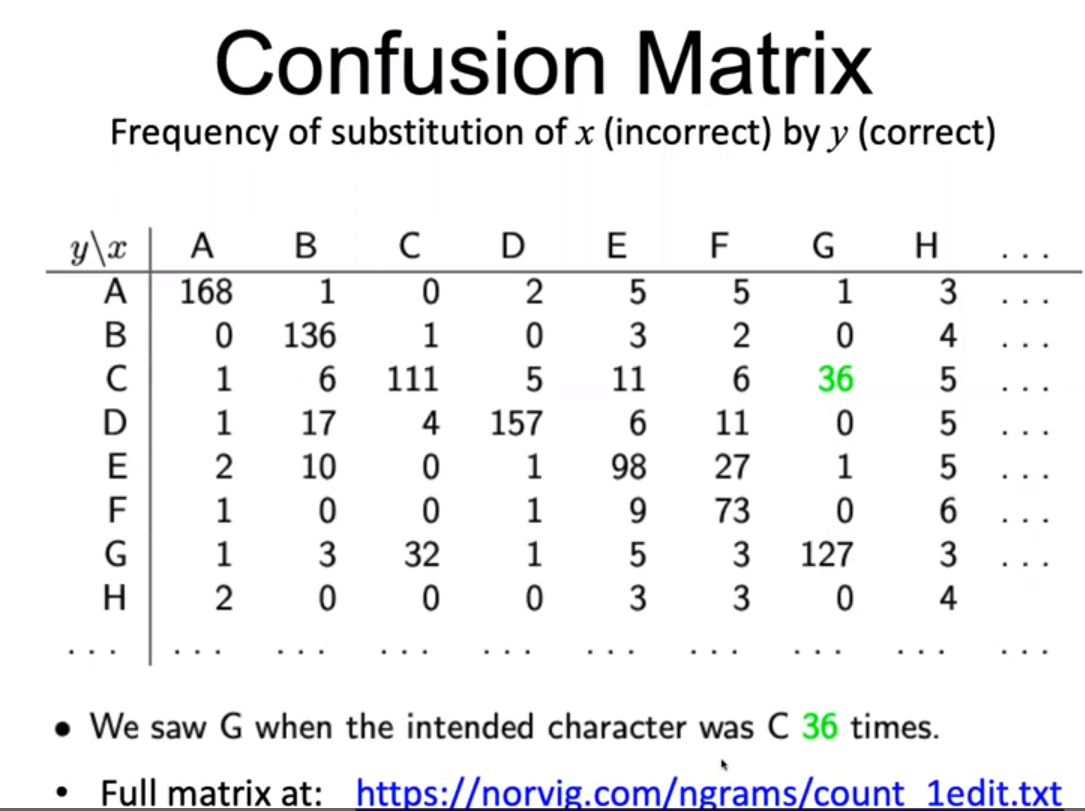 Confusion Matrix
Frequency of substitution of x (incorrect) by y (correct)
y\x A B C D E F G H ...
A 168 1 0 2 5 5 1 3 ...
B 0 136 1 0 3 2 0 4 ...
C 1 6 111 5 11 6 36 5 ...
D 1 17 4 157 6 11 0 5 ...
E 2 10 0 1 98 27 1 5 ...
F 1 0 0 1 9 73 0 6 ...
G 1 3 32 1 5 3 127 3 ...
H 2 0 0 0 3 3 0 4
... ... ... ... ... ... ... ... ... ...
• We saw G when the intended character was C 36 times.
• Full matrix at: https://norvig.com/ngrams/count_1edit.txt